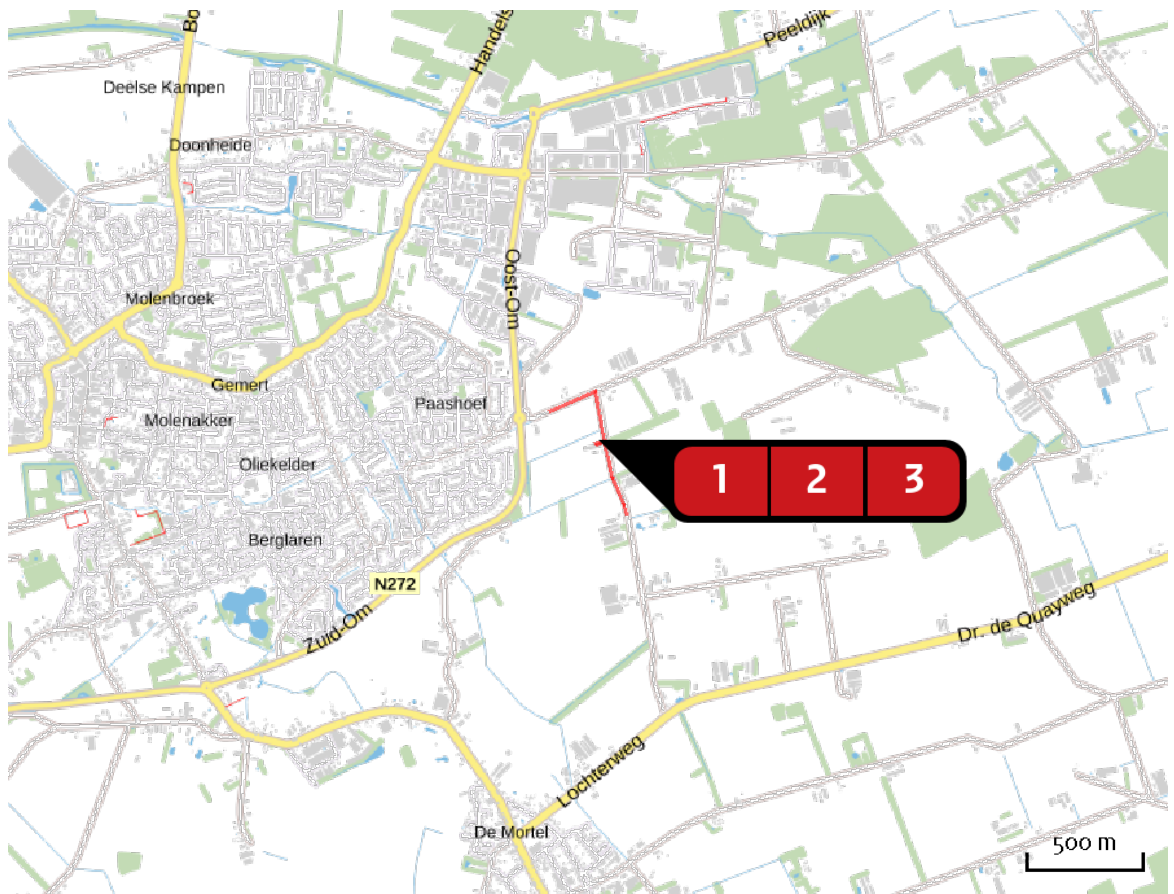 Bo
Handels
Peeldijk
Deelse Kampen
Doonheide
Oost-Om
Molenbroek
Gemert
Paashoef
Molenakker
Oliekelder
1 2 3
Berglaren
N272
Zuid-Om
Dr. de Quayweg
Lochterweg
De Mortel
500 m